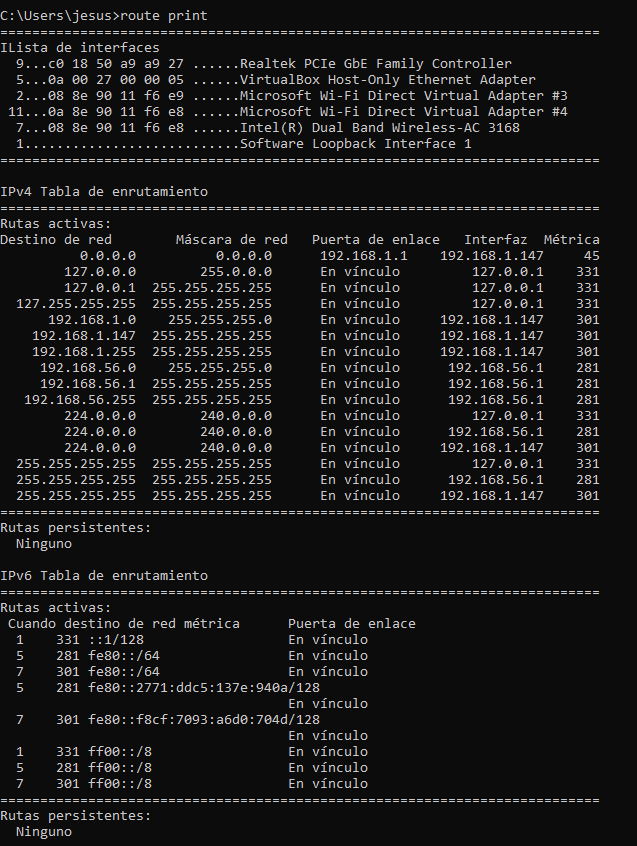 C:\Users\jesus>route print
===========================================================================
ILista de interfaces
  9...c0 18 50 a9 a9 27 ......Realtek PCIe GbE Family Controller
  5...0a 00 27 00 00 05 ......VirtualBox Host-Only Ethernet Adapter
  2...08 8e 90 11 f6 e9 ......Microsoft Wi-Fi Direct Virtual Adapter #3
 11...0a 8e 90 11 f6 e8 ......Microsoft Wi-Fi Direct Virtual Adapter #4
  7...08 8e 90 11 f6 e8 ......Intel(R) Dual Band Wireless-AC 3168
  1...........................Software Loopback Interface 1
===========================================================================
IPv4 Tabla de enrutamiento
===========================================================================
Rutas activas:
Destino de red        Máscara de red   Puerta de enlace   Interfaz  Métrica
          0.0.0.0          0.0.0.0      192.168.1.1    192.168.1.147     45
        127.0.0.0        255.0.0.0      En vínculo         127.0.0.1    331
        127.0.0.1  255.255.255.255      En vínculo         127.0.0.1    331
  127.255.255.255  255.255.255.255      En vínculo         127.0.0.1    331
      192.168.1.0    255.255.255.0      En vínculo     192.168.1.147    301
    192.168.1.147  255.255.255.255      En vínculo     192.168.1.147    301
    192.168.1.255  255.255.255.255      En vínculo     192.168.1.147    301
     192.168.56.0    255.255.255.0      En vínculo      192.168.56.1    281
     192.168.56.1  255.255.255.255      En vínculo      192.168.56.1    281
   192.168.56.255  255.255.255.255      En vínculo      192.168.56.1    281
        224.0.0.0        240.0.0.0      En vínculo         127.0.0.1    331
        224.0.0.0        240.0.0.0      En vínculo      192.168.56.1    281
        224.0.0.0        240.0.0.0      En vínculo     192.168.1.147    301
  255.255.255.255  255.255.255.255      En vínculo         127.0.0.1    331
  255.255.255.255  255.255.255.255      En vínculo      192.168.56.1    281
  255.255.255.255  255.255.255.255      En vínculo     192.168.1.147    301
===========================================================================
Rutas persistentes:
  Ninguno
IPv6 Tabla de enrutamiento
===========================================================================
Rutas activas:
 Cuando destino de red métrica      Puerta de enlace
  1    331 ::1/128                  En vínculo
  5    281 fe80::/64                En vínculo
  7    301 fe80::/64                En vínculo
  5    281 fe80::2771:ddc5:137e:940a/128
                                    En vínculo
  7    301 fe80::f8cf:7093:a6d0:704d/128
                                    En vínculo
  1    331 ff00::/8                 En vínculo
  5    281 ff00::/8                 En vínculo
  7    301 ff00::/8                 En vínculo
===========================================================================
Rutas persistentes:
  Ninguno